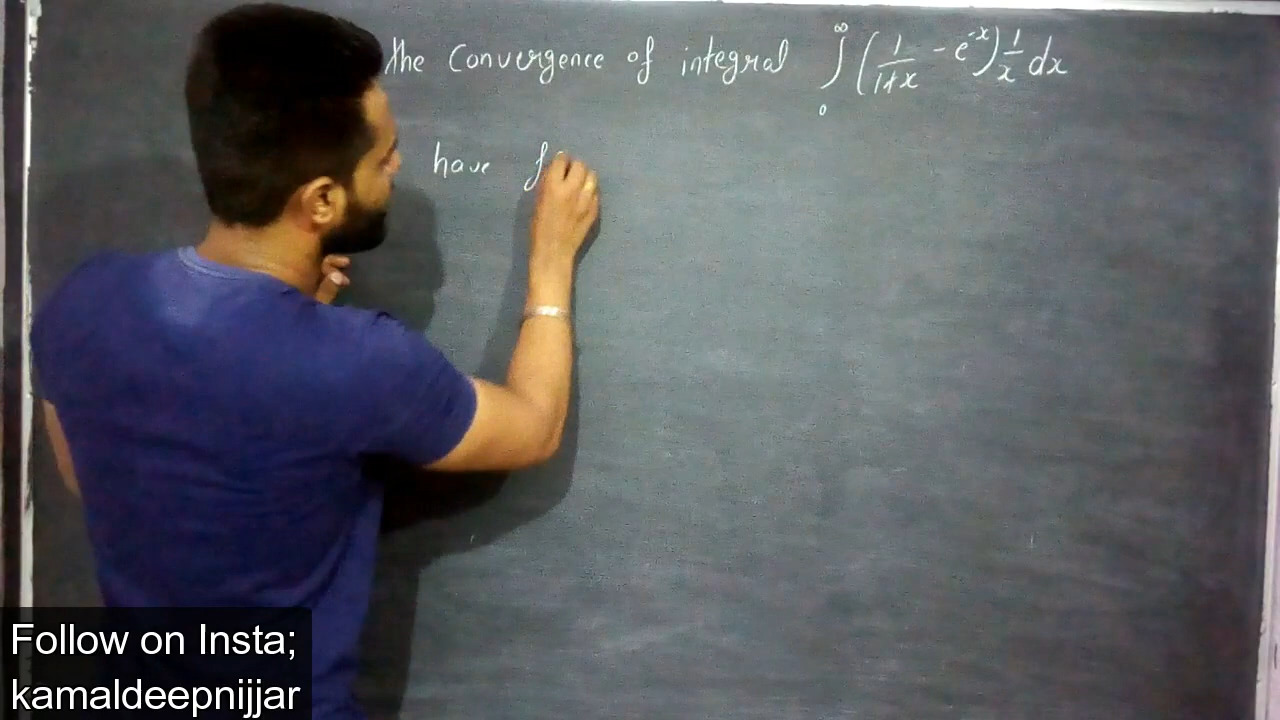 the convergence of integral ∫₀^∞ (1/(1+x) - e^-x) 1/x dx
have f
Follow on Insta;
kamaldeepnijjar